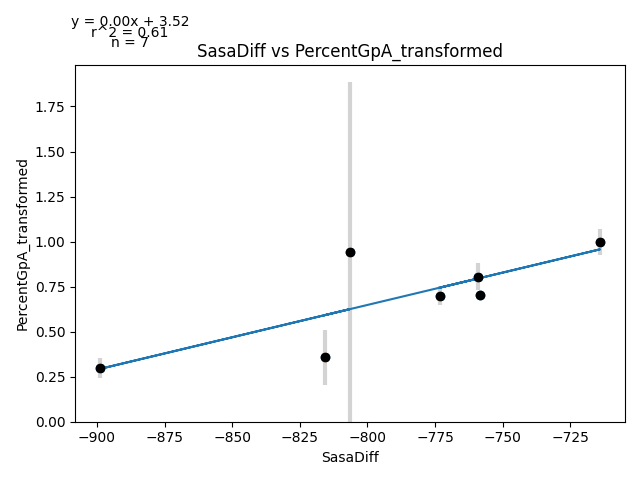 y = 0.00x + 3.52
r^2 = 0.61
n = 7
SasaDiff vs PercentGpA_transformed
PercentGpA_transformed
1.75
1.50
1.25
1.00
0.75
0.50
0.25
0.00
−900 −875 −850 −825 −800 −775 −750 −725
SasaDiff